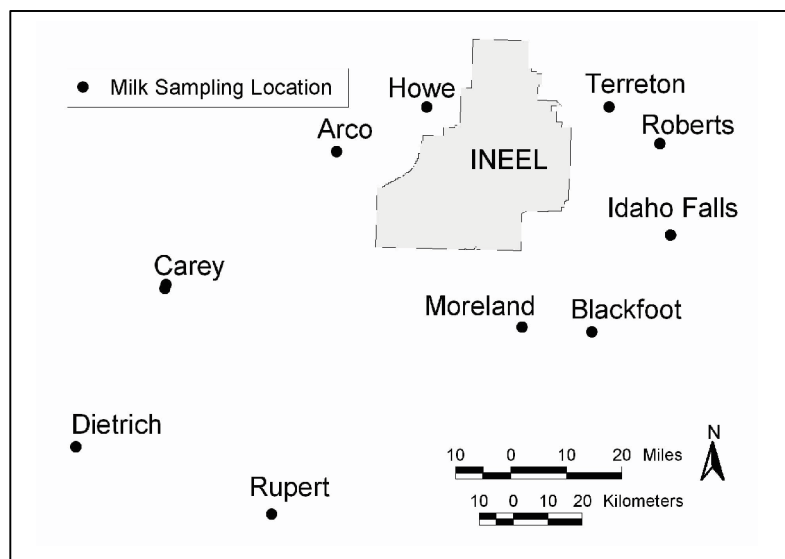 Milk Sampling Location
Howe
Terreton
Arco
Roberts
INEEL
Idaho Falls
Carey
Moreland
Blackfoot
Dietrich
N
10 0 10 20 Miles
Rupert
10 0 10 20 Kilometers